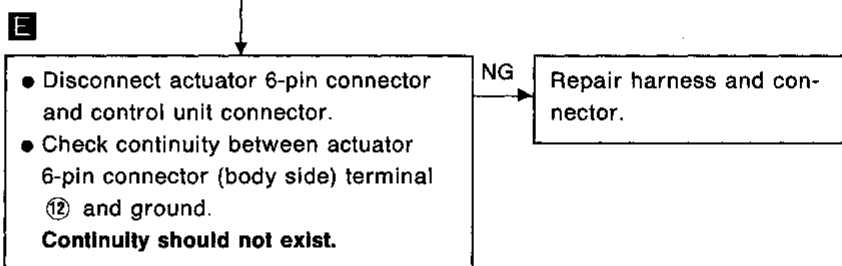 E
● Disconnect actuator 6-pin connector
and control unit connector.
● Check continuity between actuator
6-pin connector (body side) terminal
⑫ and ground.
Continuity should not exist.
NG
Repair harness and con-
nector.